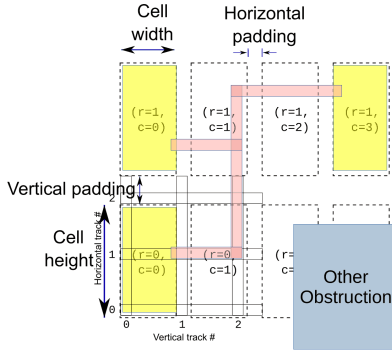 Cell
width
Horizontal
padding
(r=1,
c=0)
(r=1,
c=1)
(r=1,
c=2)
(r=1,
c=3)
Vertical padding
2
Cell
height
Horizontal track #
1
0
(r=0,
c=0)
(r=0,
c=1)
(r=
c=
Other
Obstruction
0
1
2
Vertical track #